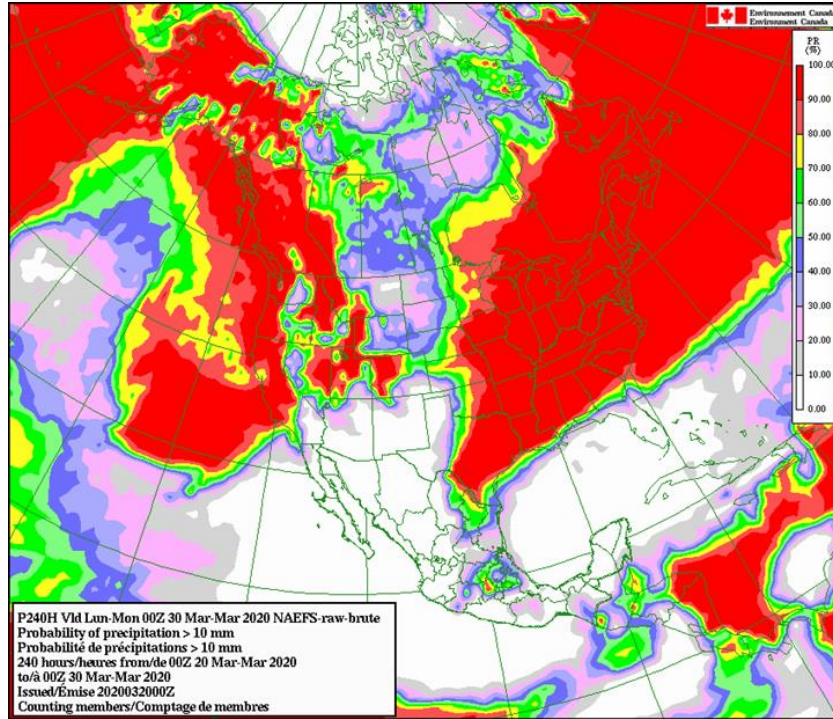 Environnement Canada
Environment Canada
PR
(%)
100.00
90.00
80.00
70.00
60.00
50.00
40.00
30.00
20.00
10.00
0.00
P240H Vld Lun-Mon 00Z 30 Mar-Mar 2020 NAEFS-raw-brute
Probability of precipitation > 10 mm
Probabilité de précipitations > 10 mm
240 hours/heures from/de 00Z 20 Mar-Mar 2020
to/à 00Z 30 Mar-Mar 2020
Issued/Émise 2020032000Z
Counting members/Comptage de membres